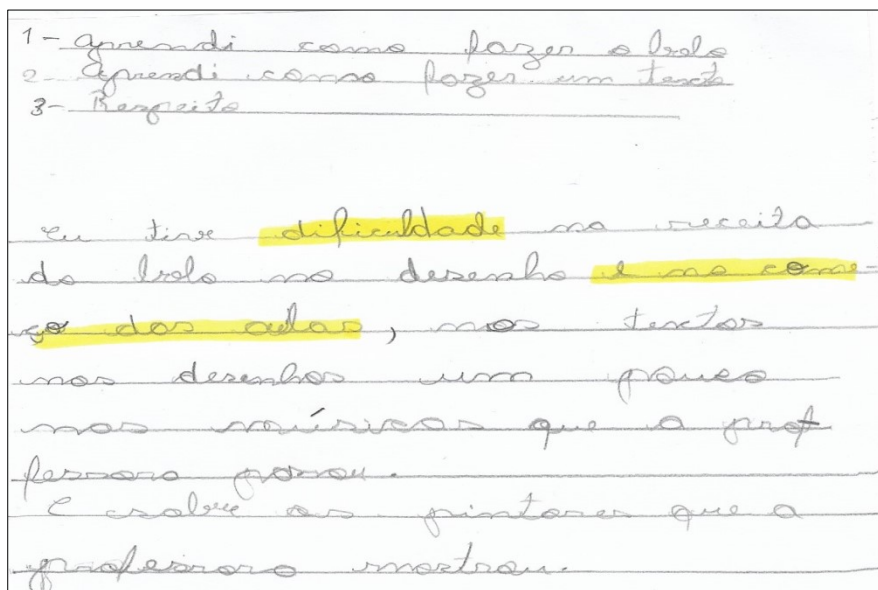 1- aprendi como fazer o bolo
2- aprendi como fazer um texto
3- Respeito
Eu tive dificuldade na receita
do bolo no desenho e no come-
ço das aulas, nos textos
nos desenhos um pouco
nas músicas que a prof
fessora passou.
E sobre os pintores que a
professora mostrou.